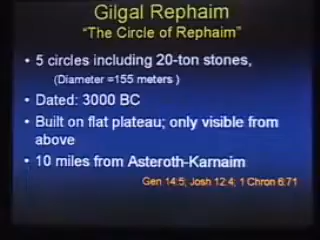 Gilgal Rephaim
“The Circle of Rephaim”
• 5 circles including 20-ton stones,
(Diameter =155 meters )
• Dated: 3000 BC
• Built on flat plateau; only visible from
above
• 10 miles from Asteroth-Karnaim
Gen 14:5; Josh 12:4; 1 Chron 6:71